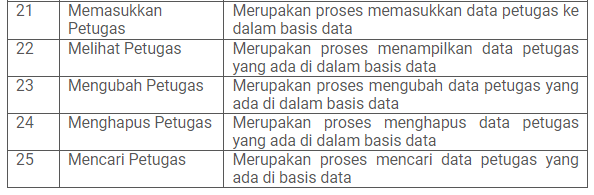 21 Memasukkan Merupakan proses memasukkan data petugas ke
Petugas dalam basis data
22 Melihat Petugas Merupakan proses menampilkan data petugas
yang ada di dalam basis data
23 Mengubah Petugas Merupakan proses mengubah data petugas yang
ada di dalam basis data
24 Menghapus Petugas Merupakan proses menghapus data petugas
yang ada di dalam basis data
25 Mencari Petugas Merupakan proses mencari data petugas yang
ada di basis data